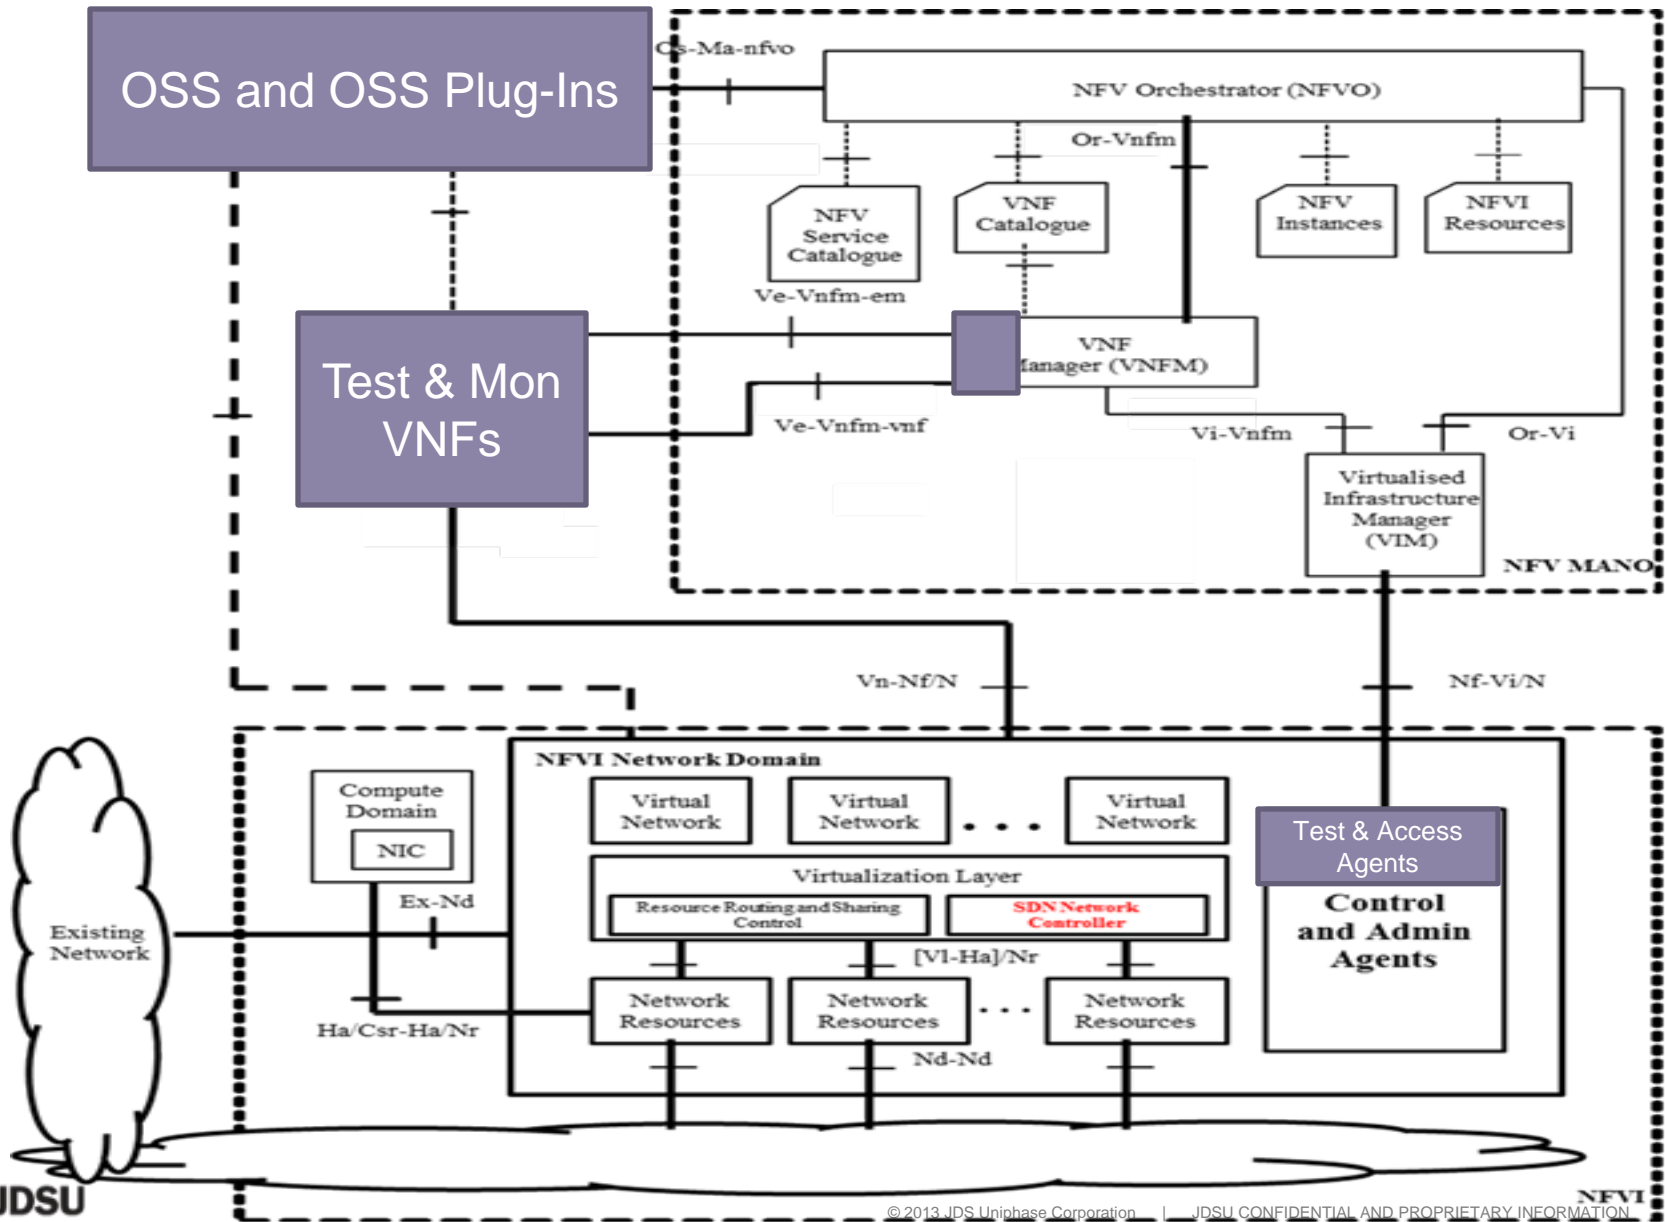 OSS and OSS Plug-Ins
Os-Ma-nfvo
NFV Orchestrator (NFVO)
Or-Vnfm
NFV
Service
Catalogue
VNF
Catalogue
NFV
Instances
NFVI
Resources
Ve-Vnfm-em
Test & Mon
VNFs
VNF
Manager (VNFM)
Ve-Vnfm-vnf
Vi-Vnfm
Or-Vi
Virtualised
Infrastructure
Manager
(VIM)
NFV MANO
Vn-Nf/N
Nf-Vi/N
NFVI Network Domain
Compute
Domain
NIC
Virtual
Network
Virtual
Network
• • •
Virtual
Network
Test & Access
Agents
Control
and Admin
Agents
Virtualization Layer
Resource Routing and Sharing
Control
SDN Network
Controller
Ex-Nd
Existing
Network
[Vl-Ha]/Nr
Network
Resources
Network
Resources
• • •
Network
Resources
Ha/Csr-Ha/Nr
Nd-Nd
NFVI
JDSU
© 2013 JDS Uniphase Corporation | JDSU CONFIDENTIAL AND PROPRIETARY INFORMATION